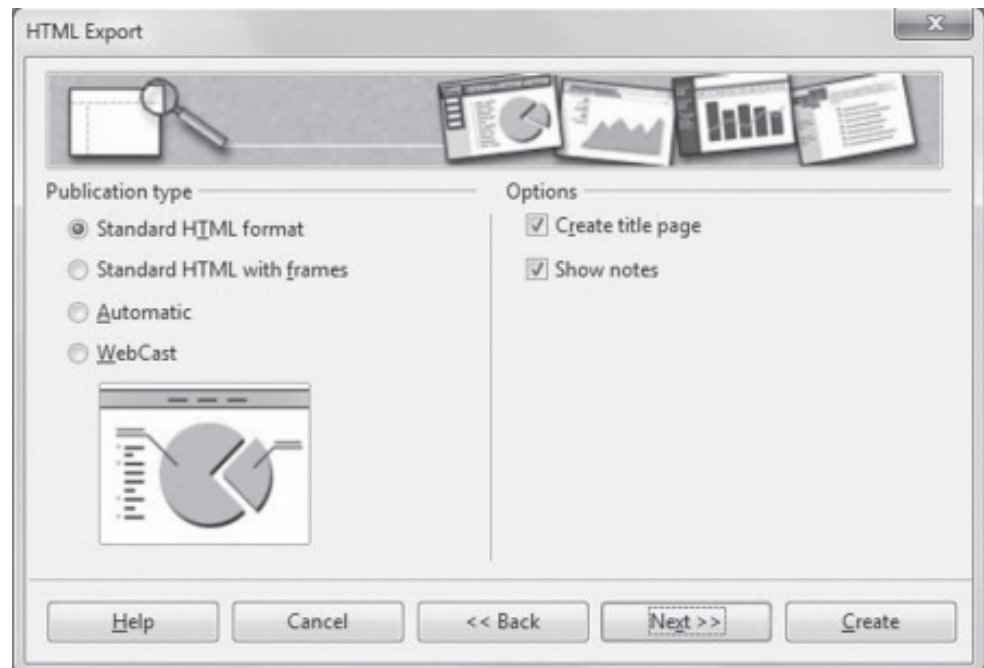 HTML Export
Publication type
Standard HTML format
Standard HTML with frames
Automatic
WebCast
Options
Create title page
Show notes
Help
Cancel
<< Back
Next >>
Create